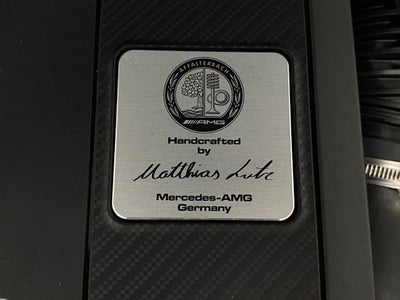 AFFALTERBACH
AMG
Handcrafted
by
Matthias
Mercedes-AMG
Germany